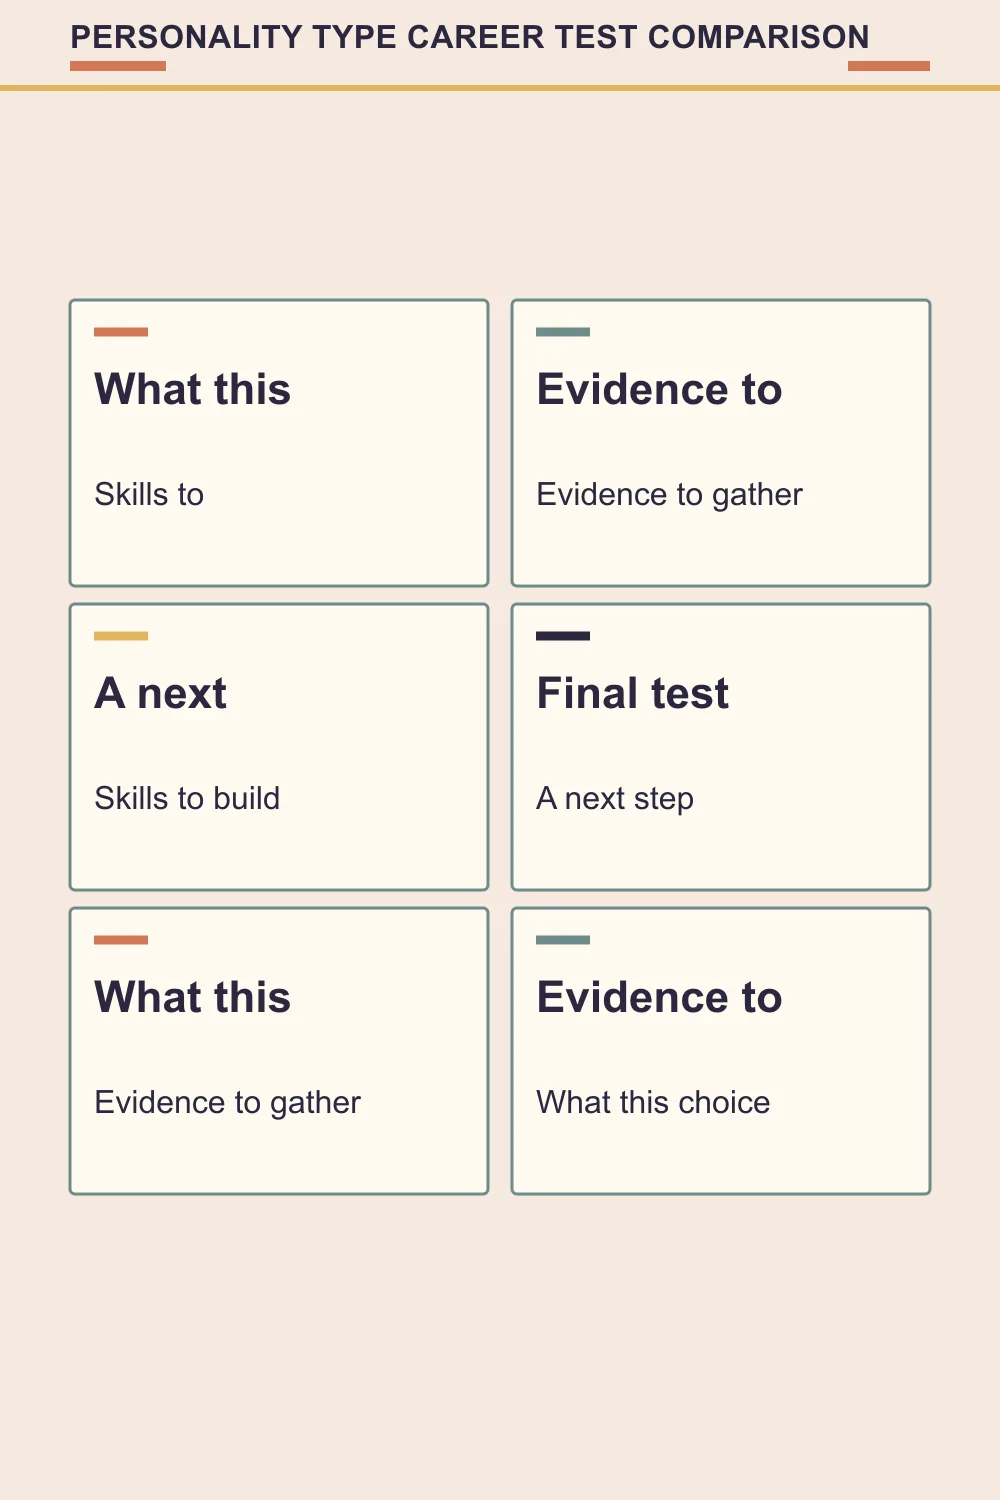 PERSONALITY TYPE CAREER TEST COMPARISON
What this
Skills to
Evidence to
Evidence to gather
A next
Skills to build
Final test
A next step
What this
Evidence to gather
Evidence to
What this choice